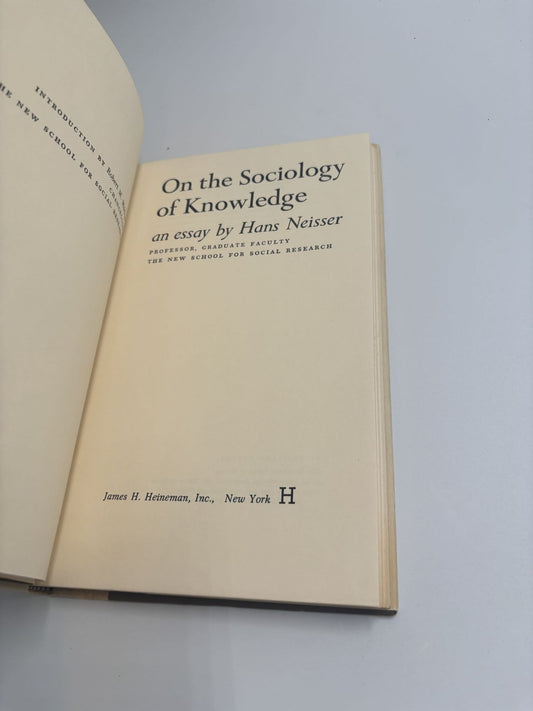 INTRODUCTION BY Robert
THE NEW SCHOOL FOR SOCIAL
On the Sociology
of Knowledge
an essay by Hans Neisser
PROFESSOR, GRADUATE FACULTY
THE NEW SCHOOL FOR SOCIAL RESEARCH
James H. Heineman, Inc., New York H